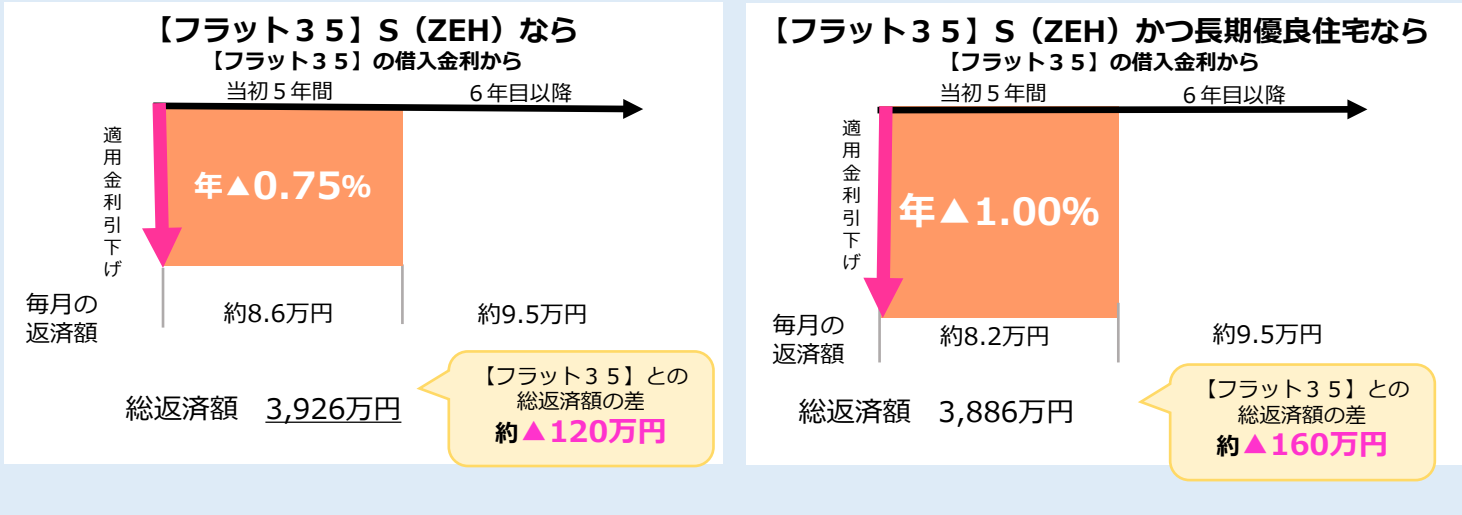 【フラット３５】S（ZEH）なら
【フラット３５】の借入金利から
当初５年間
６年目以降
適用金利引下げ
年▲0.75%
毎月の
返済額
約8.6万円
約9.5万円
総返済額 3,926万円
【フラット３５】との
総返済額の差
約▲120万円
【フラット３５】S（ZEH）かつ長期優良住宅なら
【フラット３５】の借入金利から
当初５年間
６年目以降
適用金利引下げ
年▲1.00%
毎月の
返済額
約8.2万円
約9.5万円
総返済額 3,886万円
【フラット３５】との
総返済額の差
約▲160万円